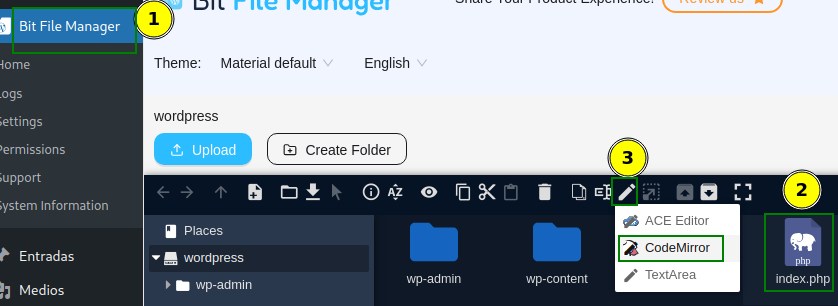 1
Bit File Manager
Bit File Manager
Share Your Product Experience!
Review us
Home
Logs
Settings
Permissions
Support
System Information
Entradas
Medios
Theme:
Material default
English
wordpress
Upload
Create Folder
3
2
Places
wordpress
wp-admin
wp-admin
wp-content
ACE Editor
CodeMirror
TextArea
php
index.php